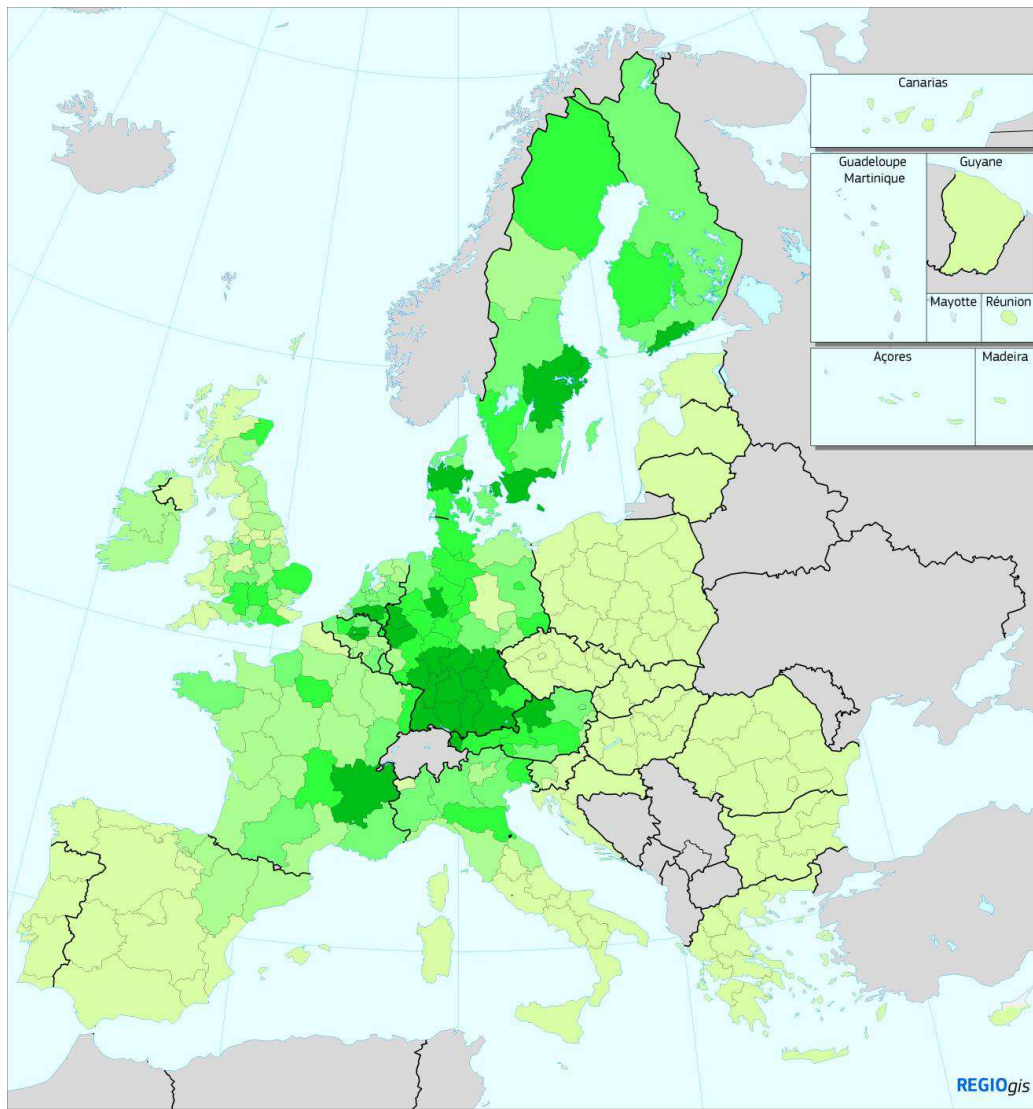 Canarias
Guadeloupe
Martinique
Guyane
Mayotte
Réunion
Açores
Madeira
REGIOgis